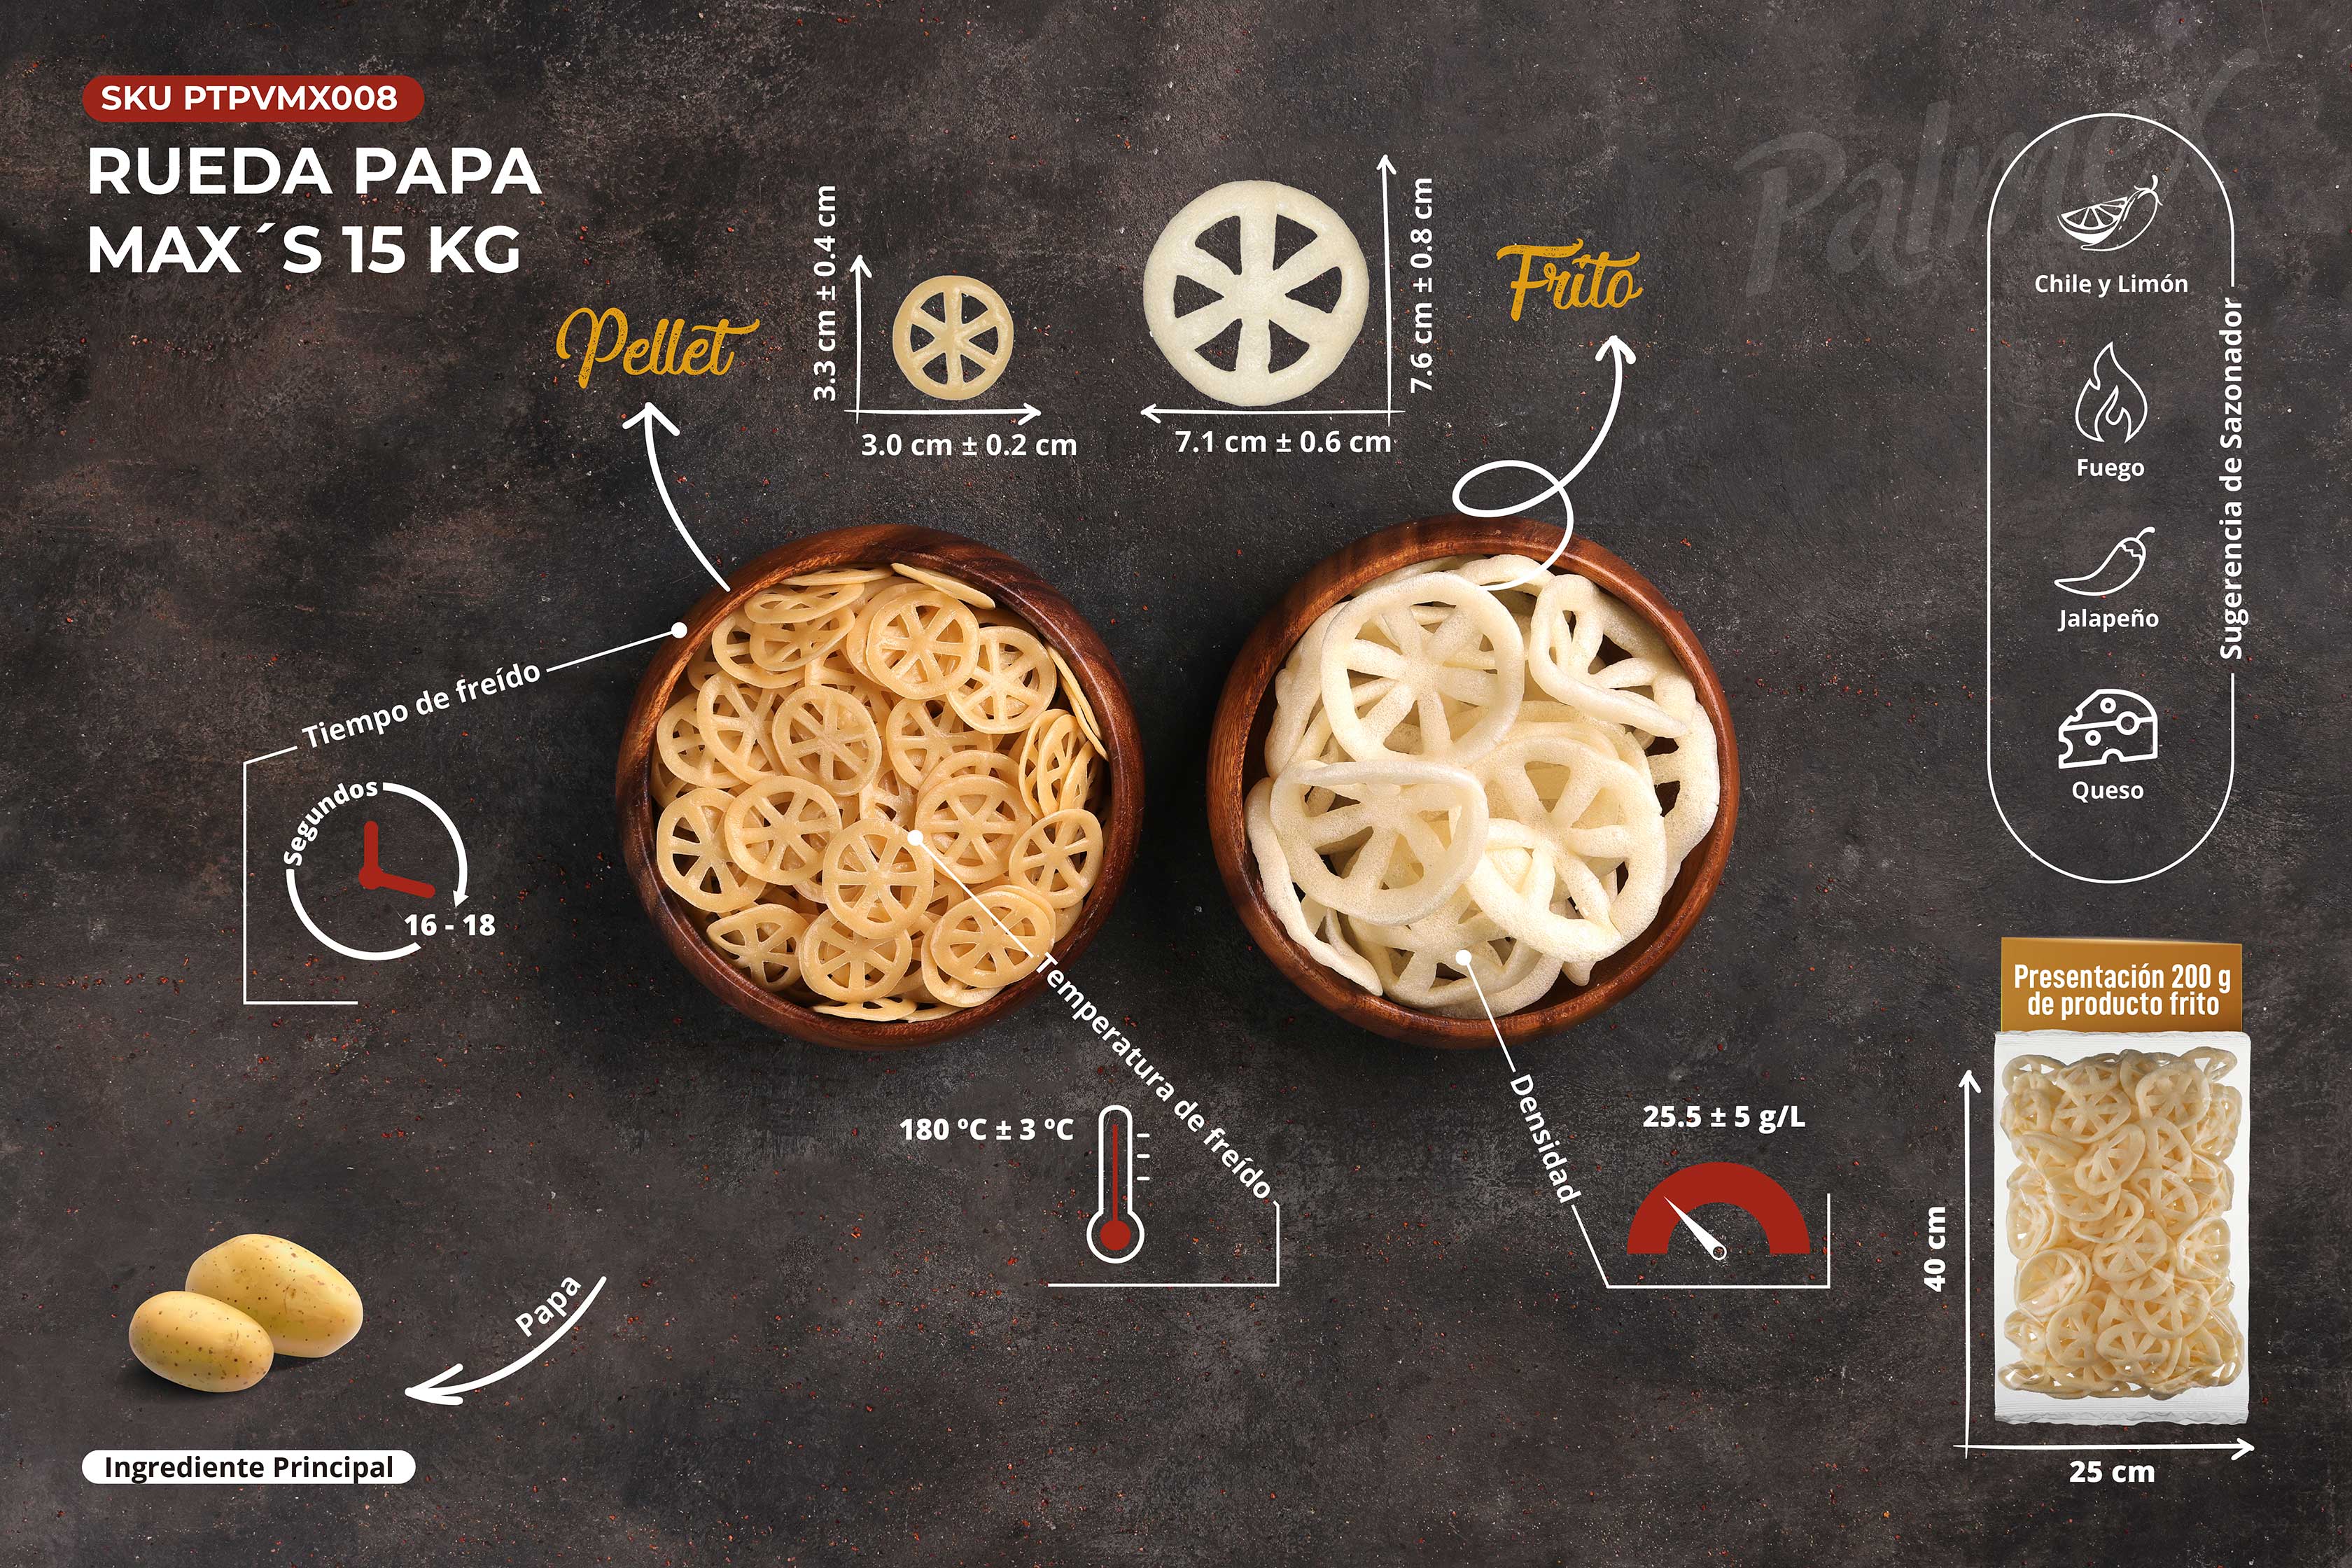 SKU PTPVMX008
RUEDA PAPA
MAX´S 15 KG
Palmex
Pellet
3.3 cm ± 0.4 cm
3.0 cm ± 0.2 cm
7.6 cm ± 0.8 cm
7.1 cm ± 0.6 cm
Frito
Chile y Limón
Fuego
Jalapeño
Queso
Sugerencia de Sazonador
Tiempo de freído
Segundos
16 - 18
Temperatura de freído
180 ºC ± 3 ºC
Densidad
25.5 ± 5 g/L
Presentación 200 g
de producto frito
40 cm
25 cm
Papa
Ingrediente Principal